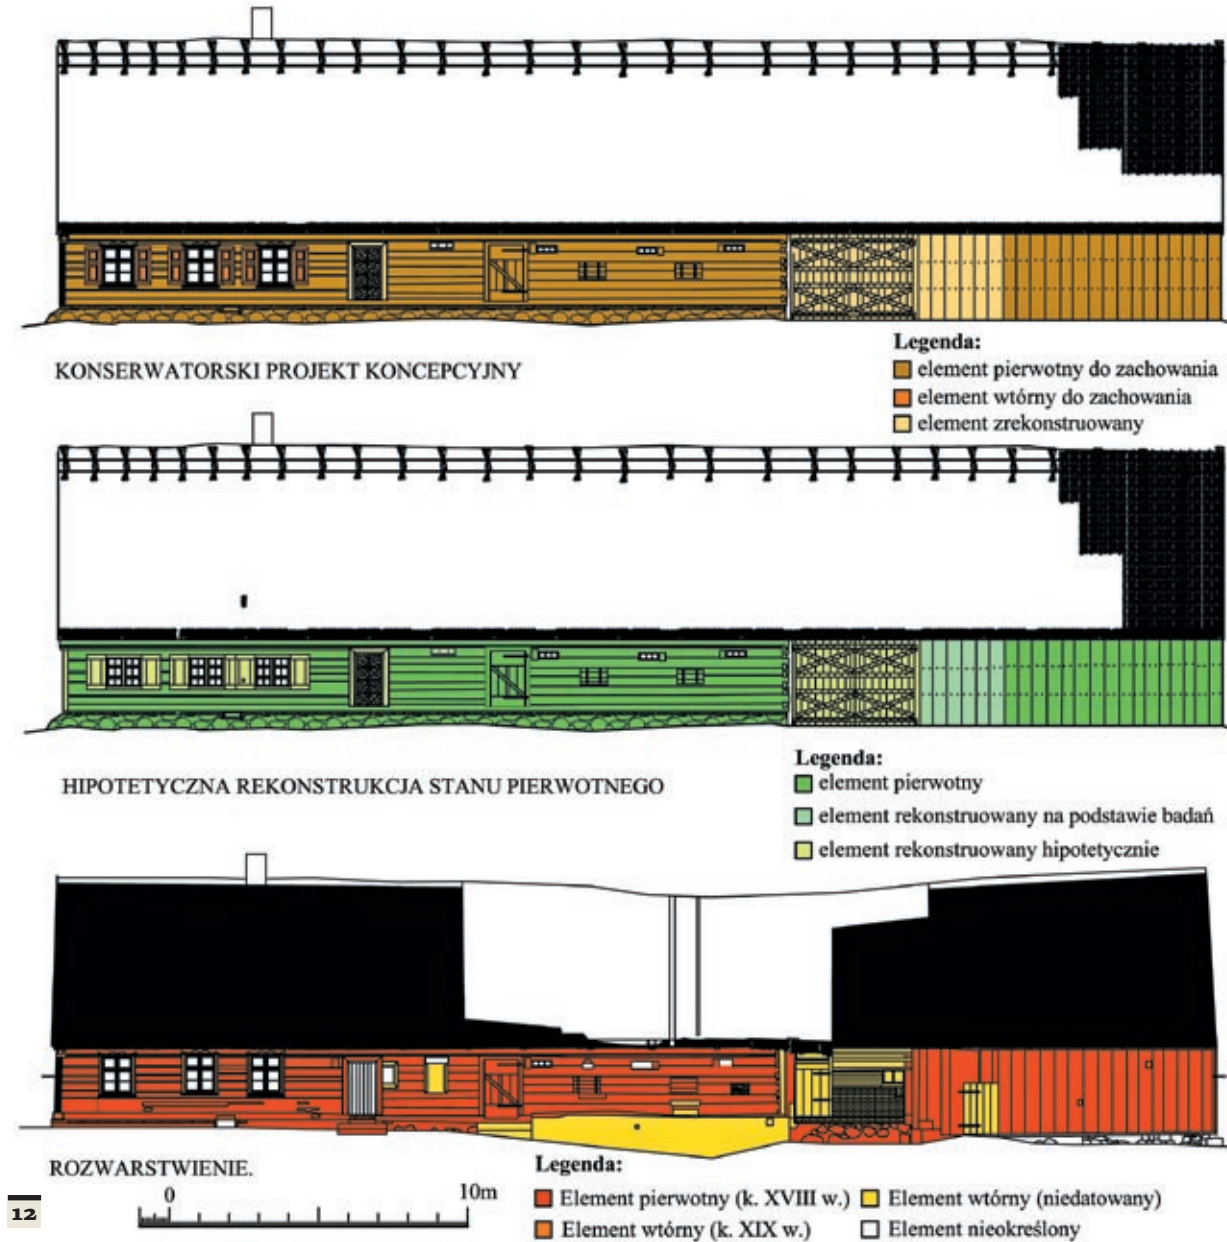 KONSERWATORSKI PROJEKT KONCEPCYJNY
Legenda:
element pierwotny do zachowania
element wtórny do zachowania
element zrekonstruowany
HIPOTETYCZNA REKONSTRUKCJA STANU PIERWOTNEGO
Legenda:
element pierwotny
element rekonstruowany na podstawie badań
element rekonstruowany hipotetycznie
ROZWARSTWIENIE.
0 10m
Legenda:
Element pierwotny (k. XVIII w.) Element wtórny (niedatowany)
Element wtórny (k. XIX w.) Element nieokreślony
12